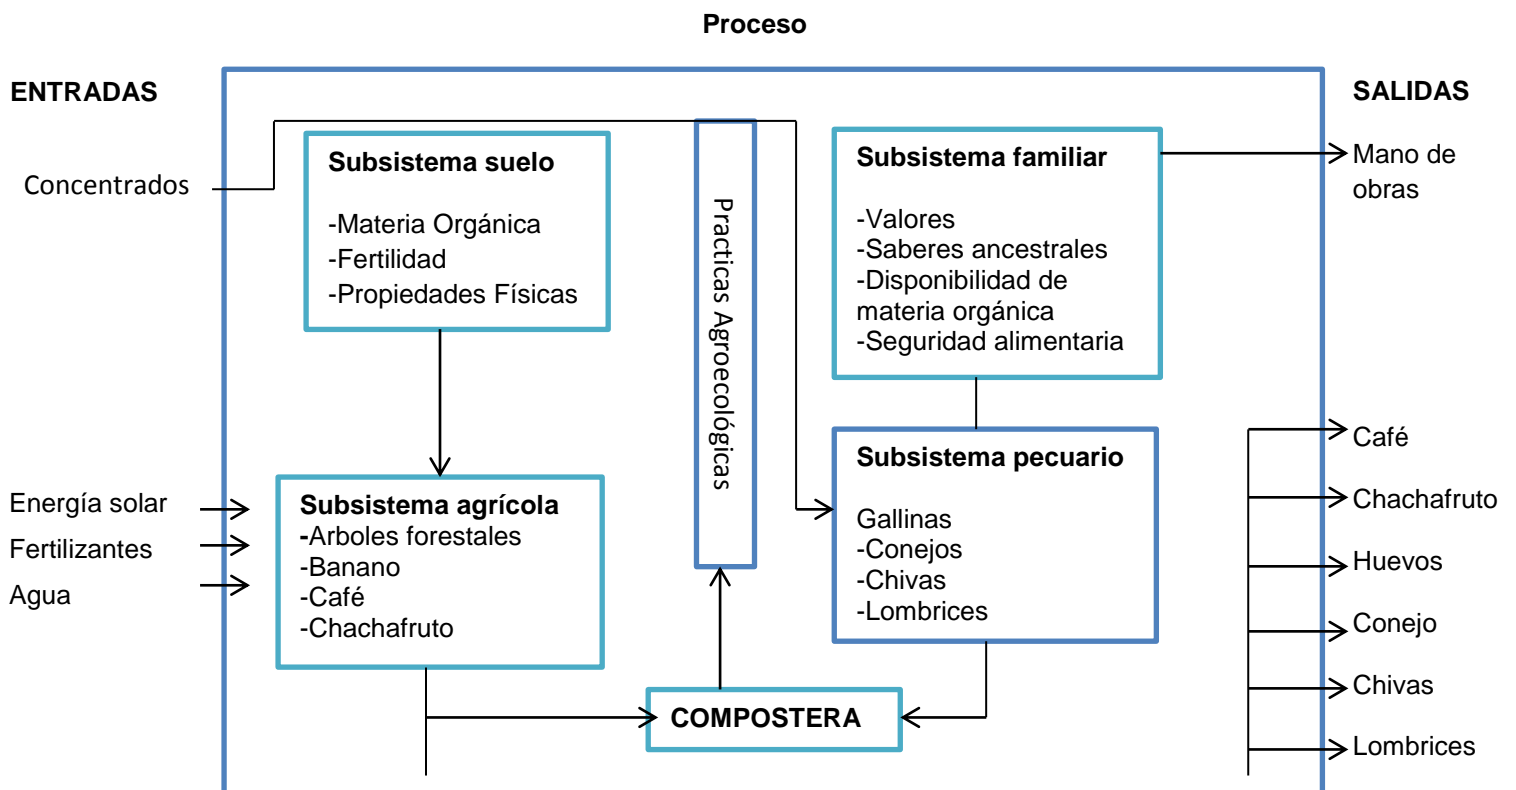 Proceso
ENTRADAS
Concentrados
Energía solar
Fertilizantes
Agua
Subsistema suelo
-Materia Orgánica
-Fertilidad
-Propiedades Físicas
Subsistema agrícola
-Arboles forestales
-Banano
-Café
-Chachafruto
Practicas Agroecológicas
COMPOSTERA
Subsistema familiar
-Valores
-Saberes ancestrales
-Disponibilidad de
materia orgánica
-Seguridad alimentaria
Subsistema pecuario
Gallinas
-Conejos
-Chivas
-Lombrices
SALIDAS
Mano de
obras
Café
Chachafruto
Huevos
Conejo
Chivas
Lombrices